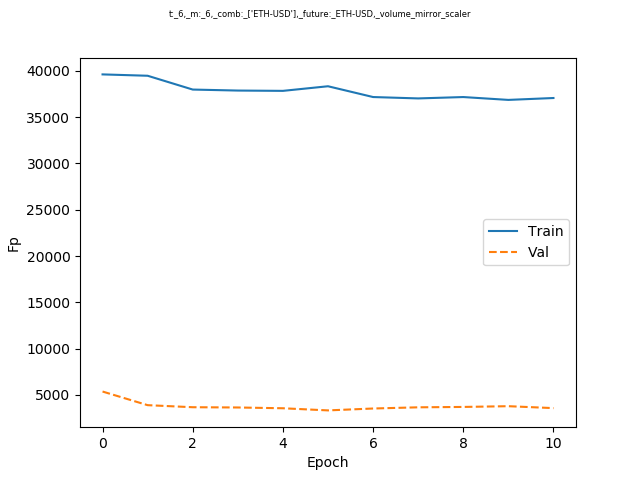 t:_6,_m:_6,_comb:_['ETH-USD'],_future:_ETH-USD,_volume_mirror_scaler
40000
35000
30000
25000
20000
15000
10000
5000
Fp
Train
Val
0 2 4 6 8 10
Epoch